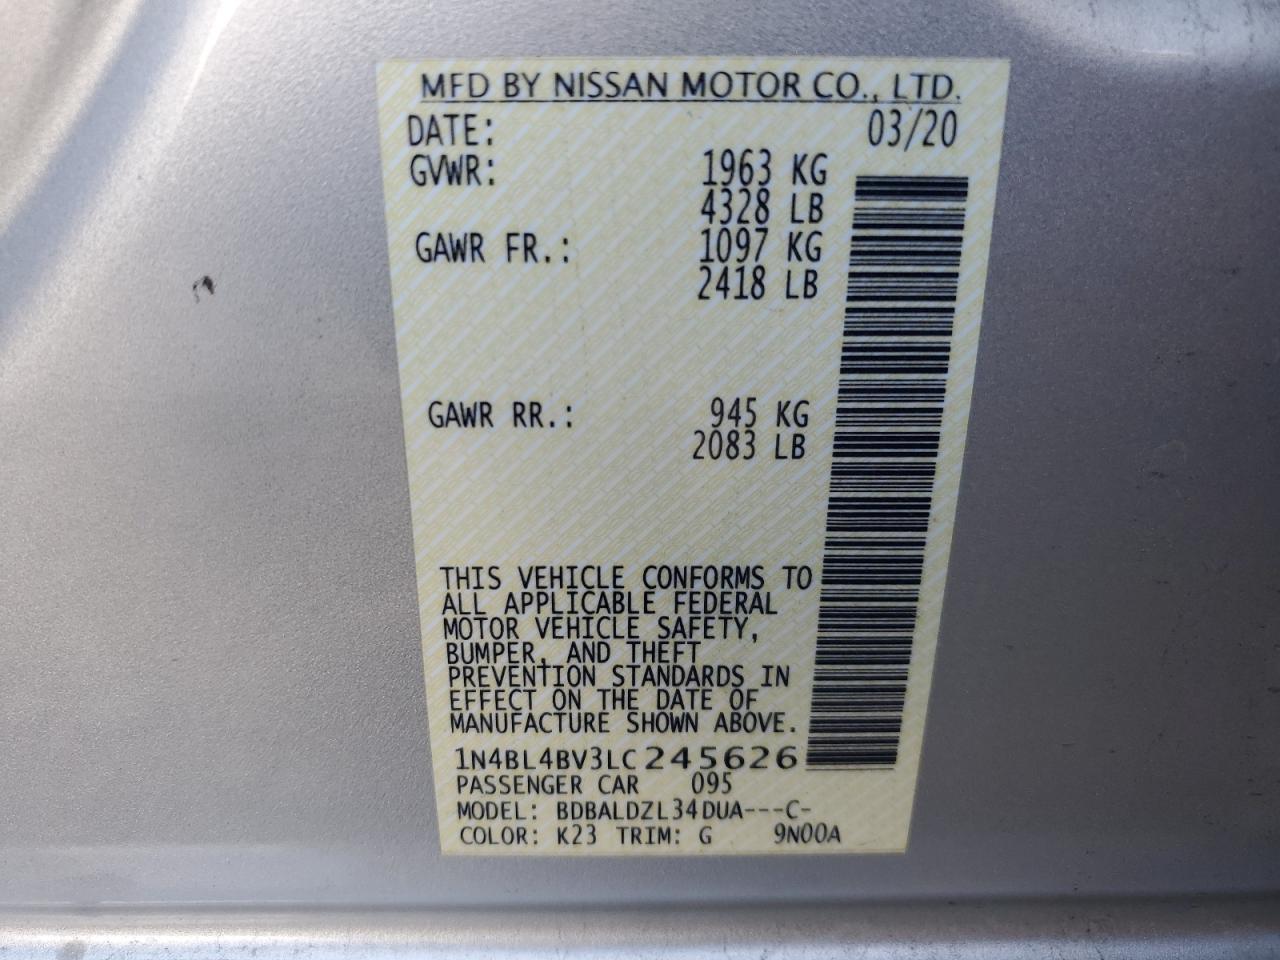 MFD BY NISSAN MOTOR CO., LTD.
DATE: 03/20
GVWR: 1963 KG
4328 LB
GAWR FR.: 1097 KG
2418 LB
GAWR RR.: 945 KG
2083 LB
THIS VEHICLE CONFORMS TO
ALL APPLICABLE FEDERAL
MOTOR VEHICLE SAFETY,
BUMPER, AND THEFT
PREVENTION STANDARDS IN
EFFECT ON THE DATE OF
MANUFACTURE SHOWN ABOVE.
1N4BL4BV3LC245626
PASSENGER CAR 095
MODEL: BDBALDZL34DUA---C-
COLOR: K23 TRIM: G 9N00A